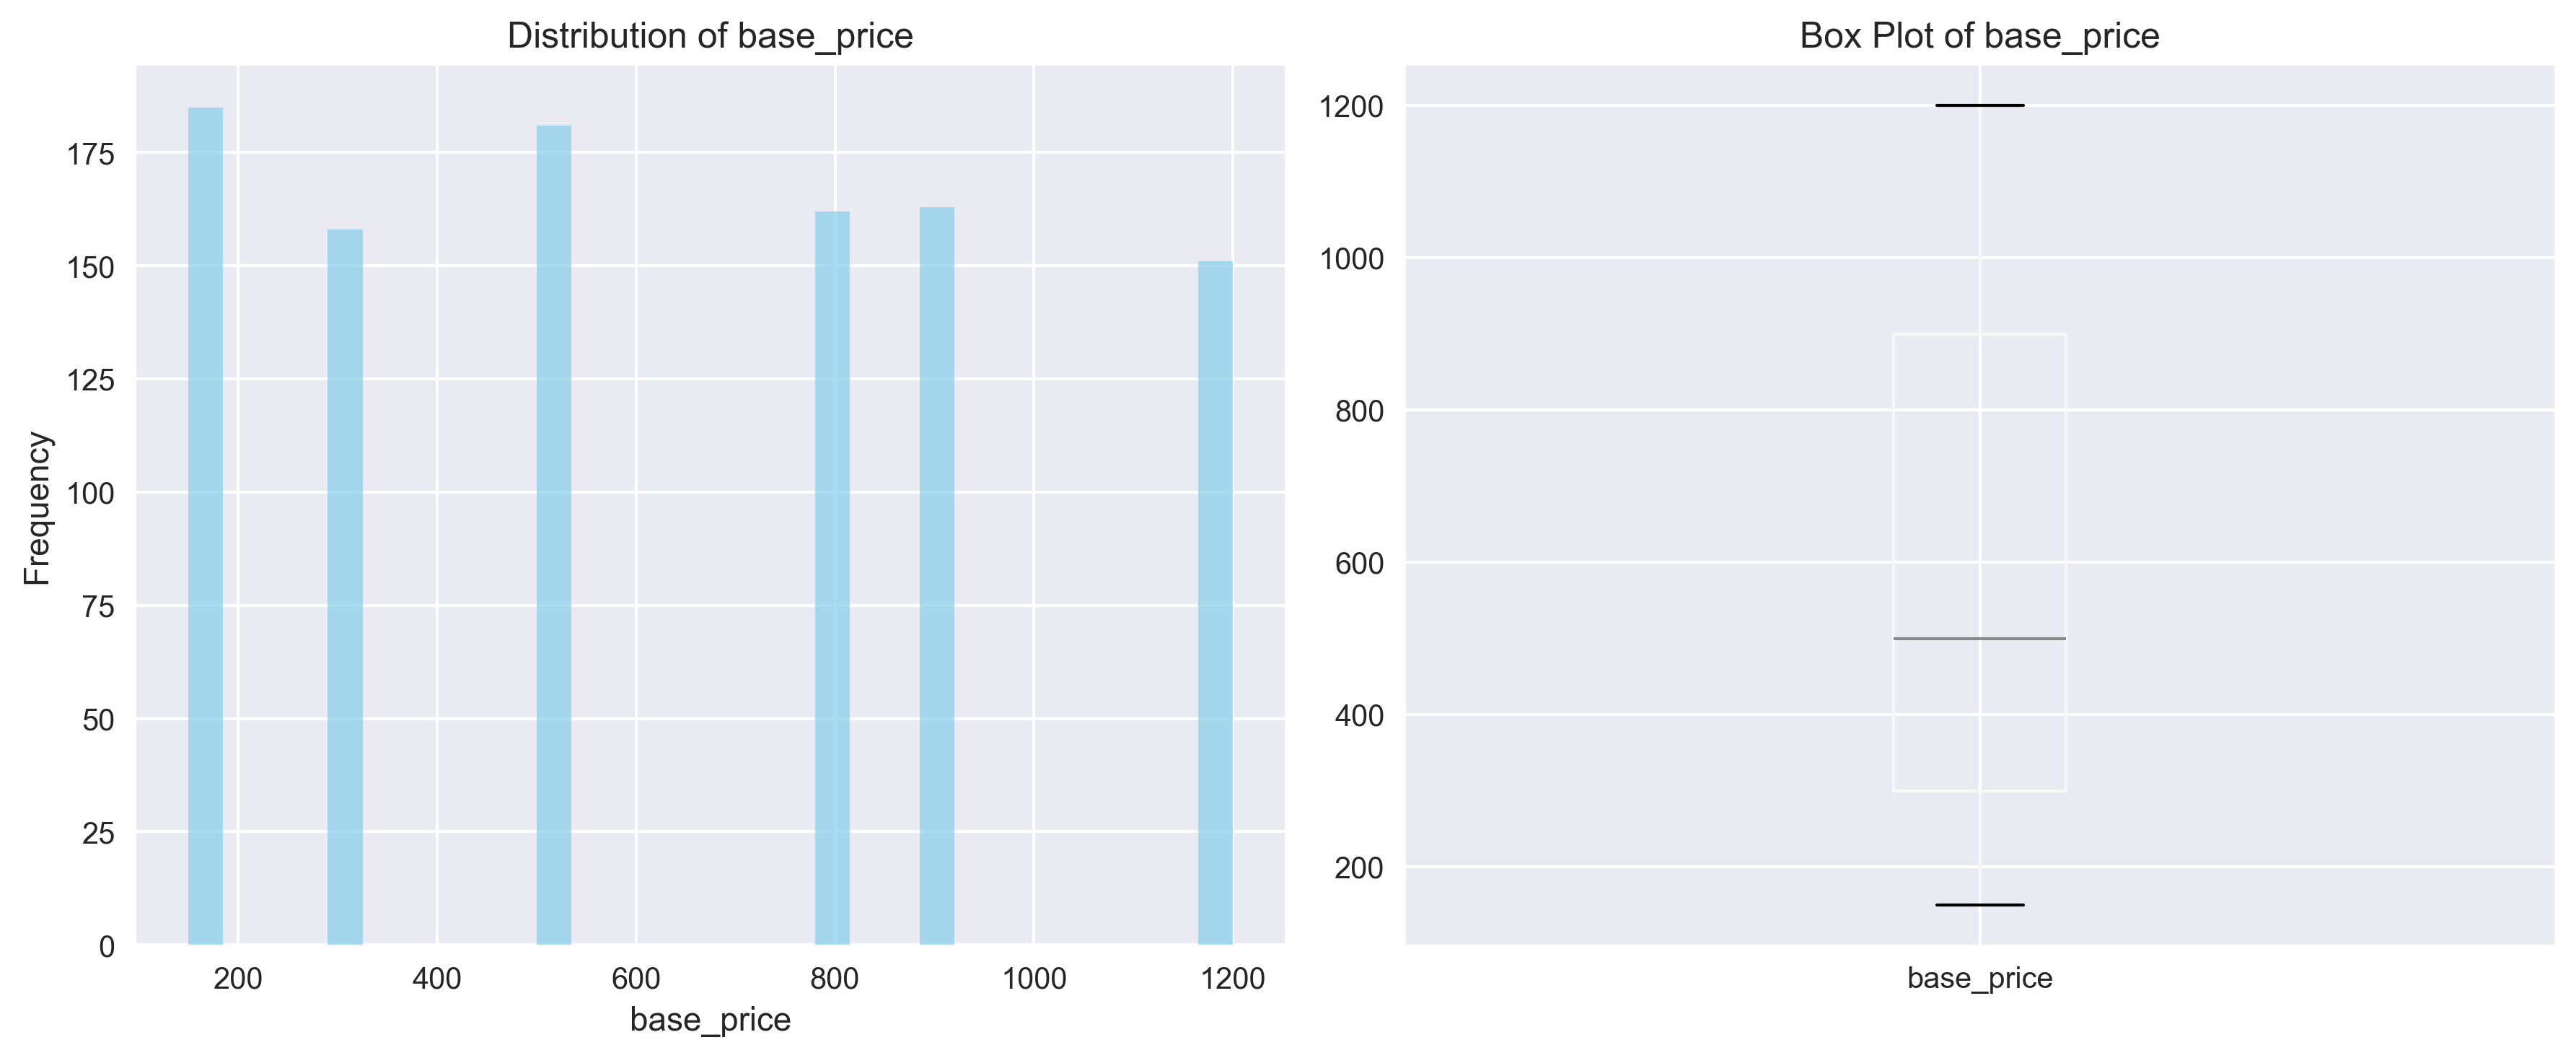 Distribution of base_price
Frequency
175
150
125
100
75
50
25
0
200 400 600 800 1000 1200
base_price
Box Plot of base_price
1200
1000
800
600
400
200
base_price